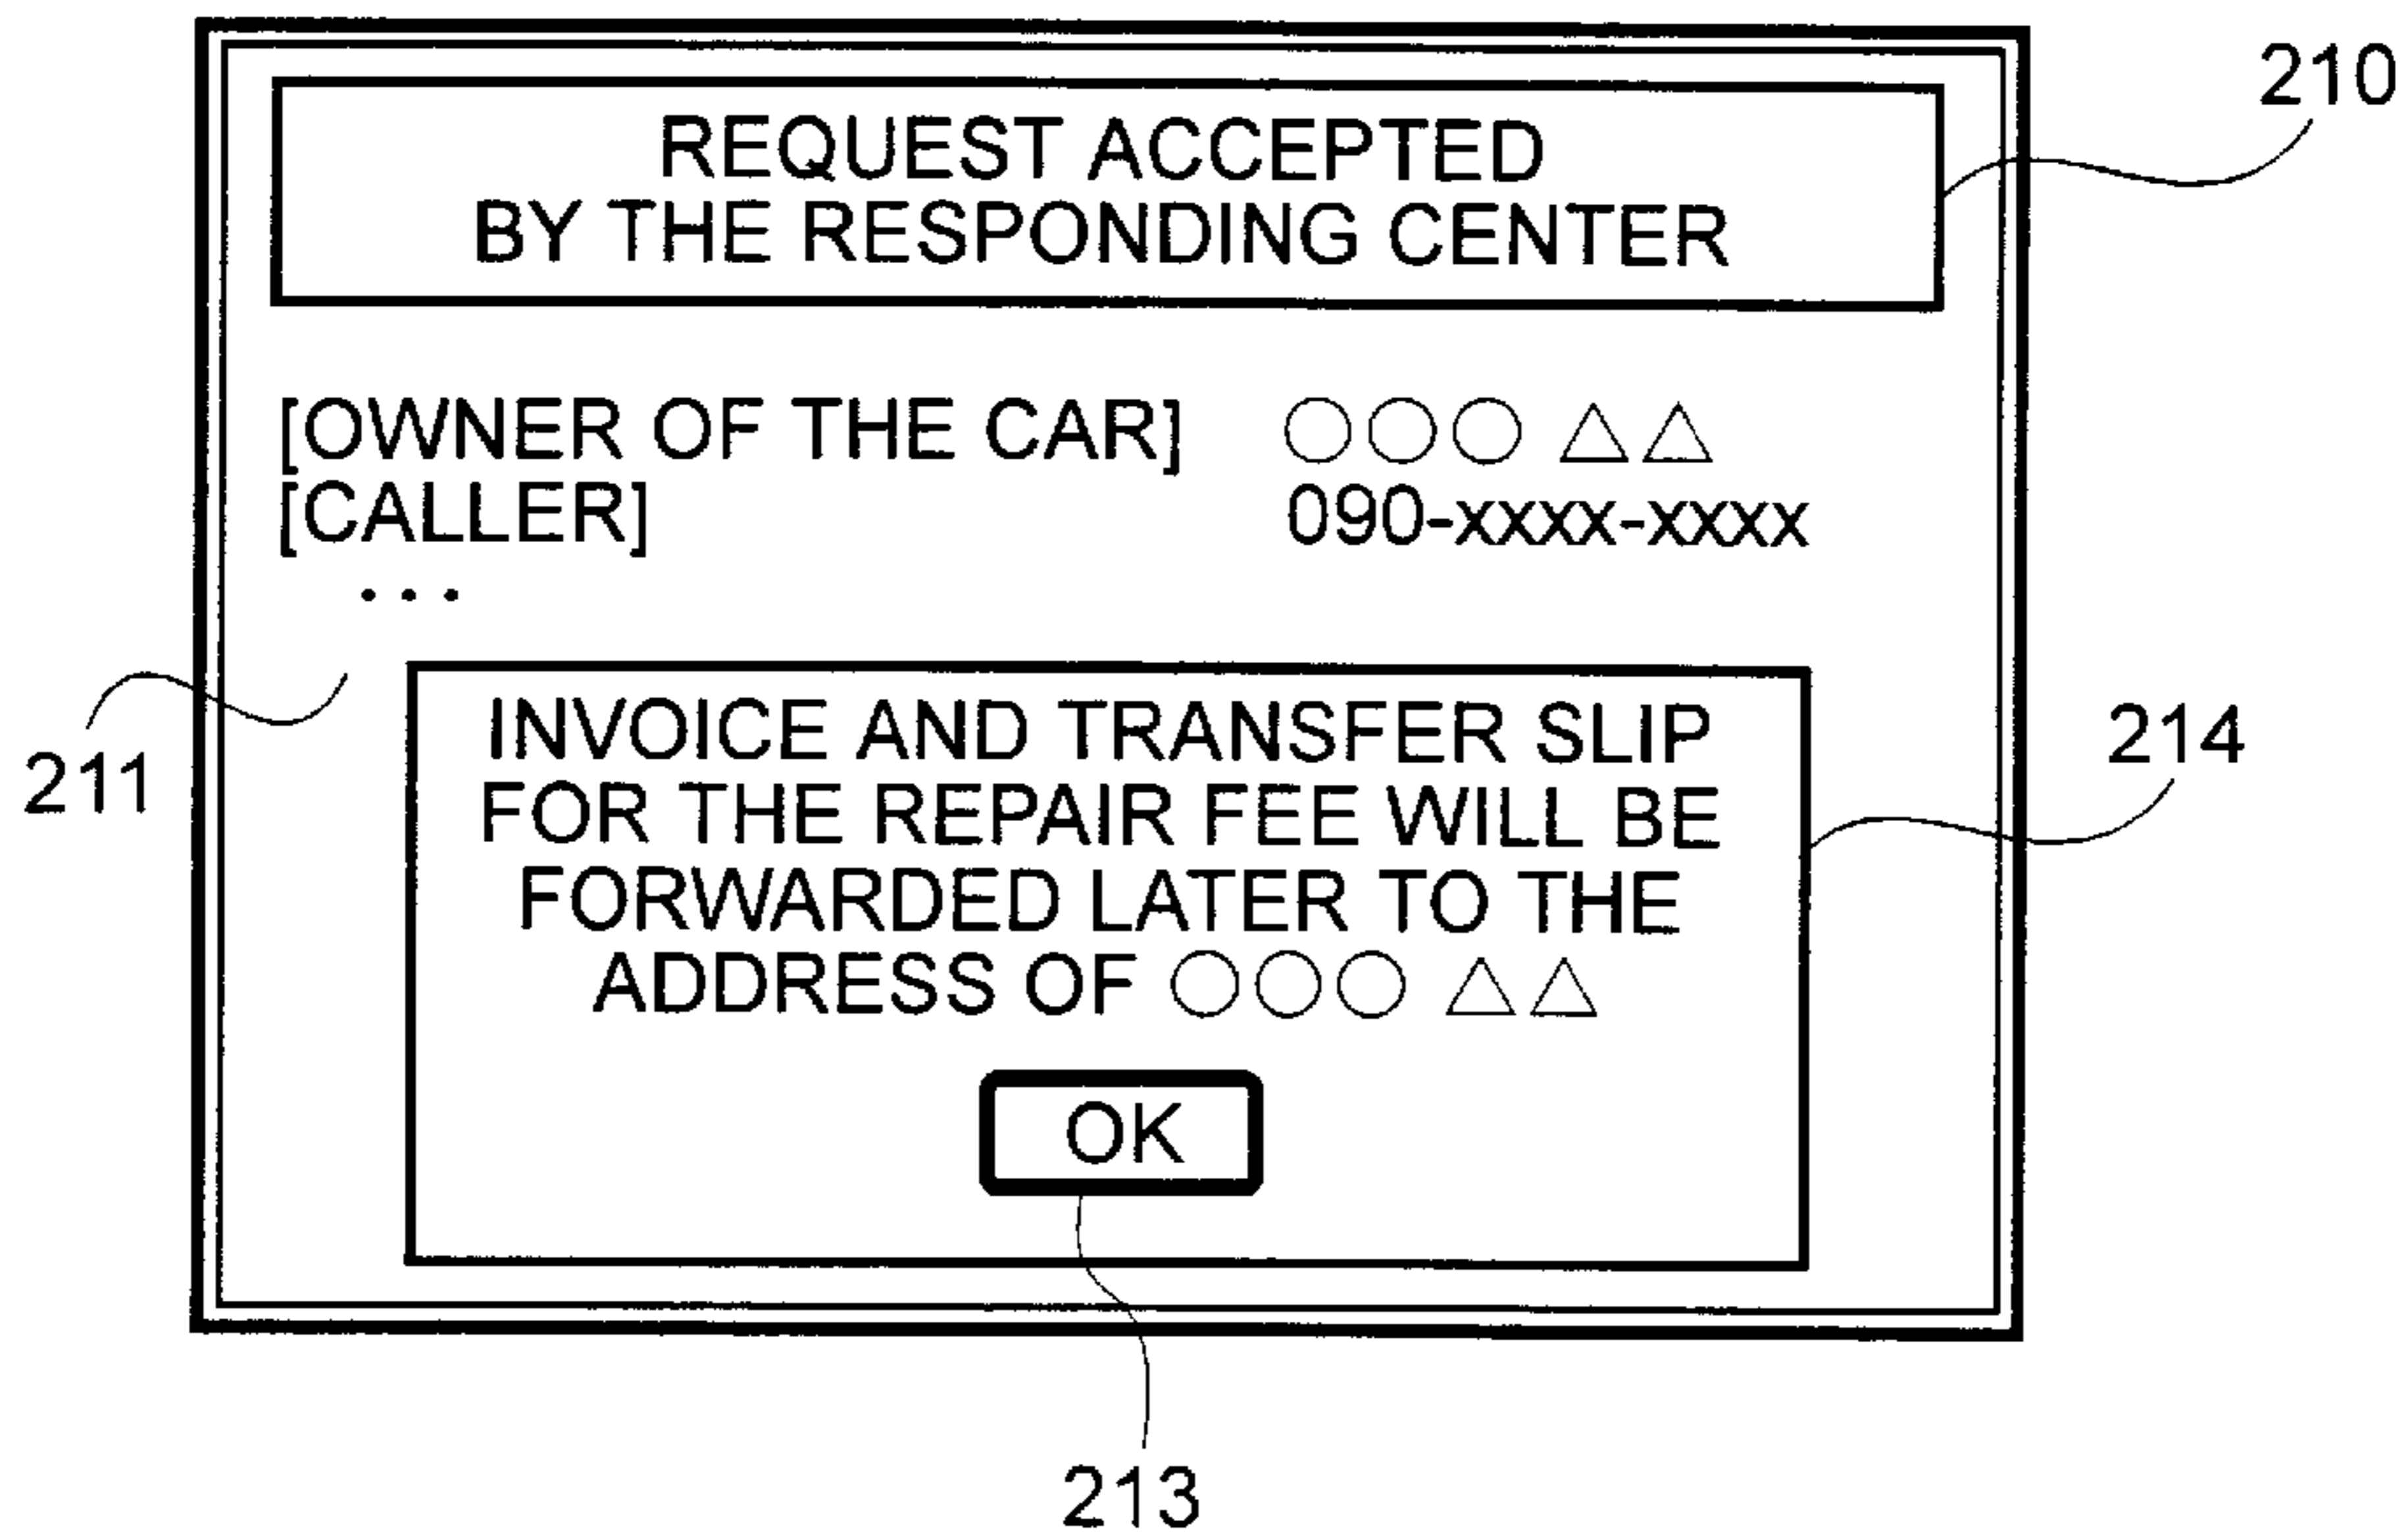 210
REQUEST ACCEPTED
BY THE RESPONDING CENTER
[OWNER OF THE CAR] ○○○ △△
[CALLER] 090-xxxx-xxxx
...
211
INVOICE AND TRANSFER SLIP
FOR THE REPAIR FEE WILL BE
FORWARDED LATER TO THE
ADDRESS OF ○○○ △△
214
OK
213